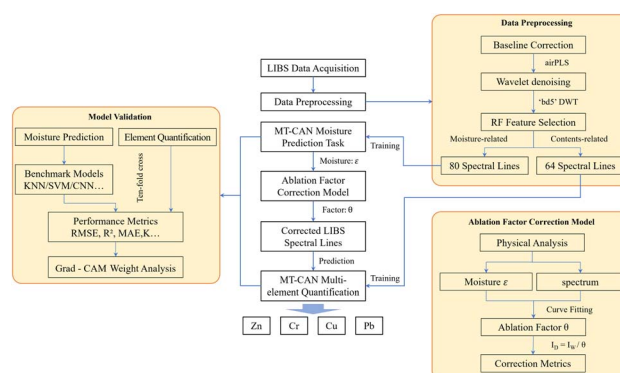 Data Preprocessing
Baseline Correction
airPLS
Wavelet denoising
'bd5' DWT
RF Feature Selection
Moisture-related
Contents-related
80 Spectral Lines
64 Spectral Lines
LIBS Data Acquisition
Data Preprocessing
MT-CAN Moisture
Prediction Task
Training
Moisture: ε
Ablation Factor
Correction Model
Factor: θ
Corrected LIBS
Spectral Lines
Prediction
MT-CAN Multi-
element Quantification
Training
Zn
Cr
Cu
Pb
Model Validation
Moisture Prediction
Element Quantification
Ten-fold cross
Benchmark Models
KNN/SVM/CNN…
Performance Metrics
RMSE, R², MAE,K…
Grad - CAM Weight Analysis
Ablation Factor Correction Model
Physical Analysis
Moisture ε
spectrum
Curve Fitting
Ablation Factor θ
I_D = I_W / θ
Correction Metrics